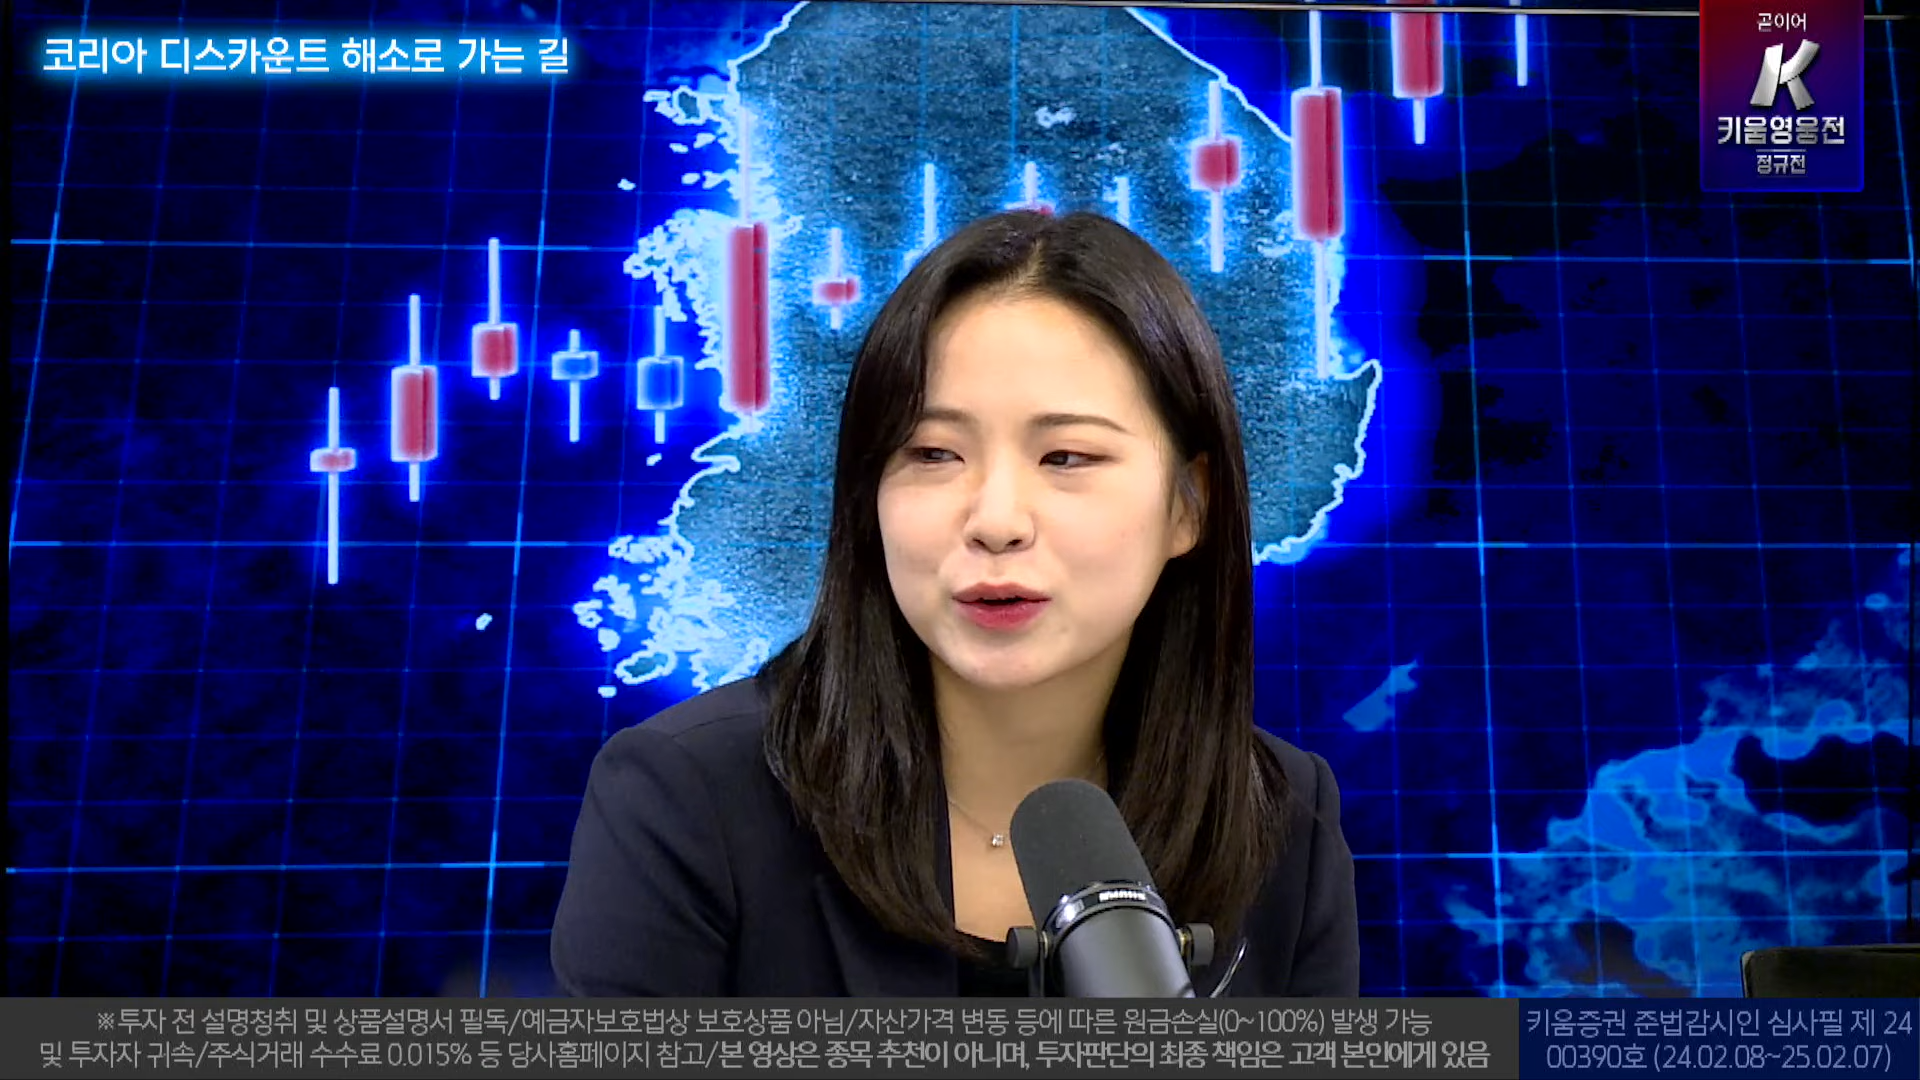 코리아 디스카운트 해소로 가는 길
곧이어
키움영웅전
정규전
※투자 전 설명청취 및 상품설명서 필독/예금자보호법상 보호상품 아님/자산가격 변동 등에 따른 원금손실(0~100%) 발생 가능
및 투자자 귀속/주식거래 수수료 0.015% 등 당사홈페이지 참고/본 영상은 종목 추천이 아니며, 투자판단의 최종 책임은 고객 본인에게 있음
키움증권 준법감시인 심사필 제 24
00390호 (24.02.08~25.02.07)